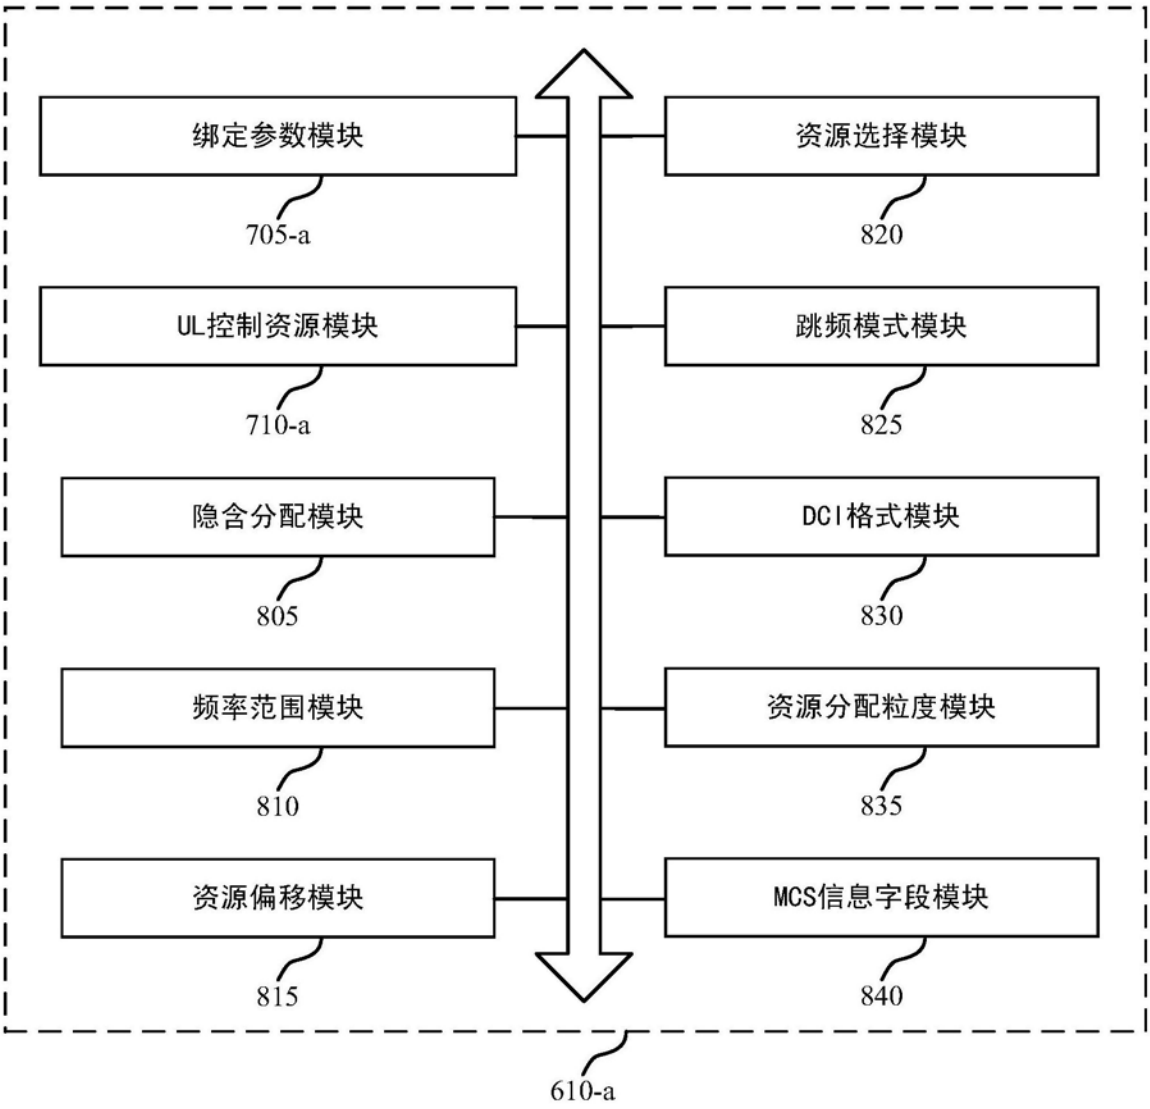 绑定参数模块
资源选择模块
705-a
820
UL控制资源模块
跳频模式模块
710-a
825
隐含分配模块
DCI格式模块
805
830
频率范围模块
资源分配粒度模块
810
835
资源偏移模块
MCS信息字段模块
815
840
610-a